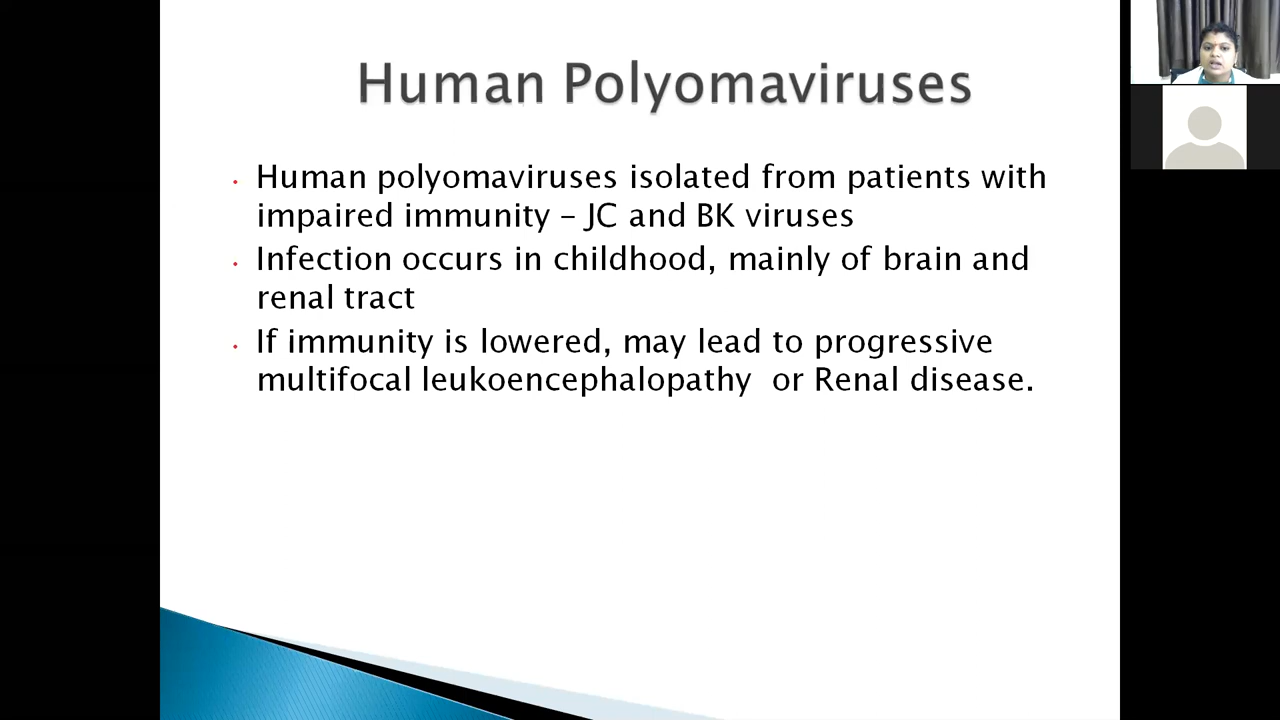 Human Polyomaviruses
Human polyomaviruses isolated from patients with
impaired immunity – JC and BK viruses
Infection occurs in childhood, mainly of brain and
renal tract
If immunity is lowered, may lead to progressive
multifocal leukoencephalopathy  or Renal disease.